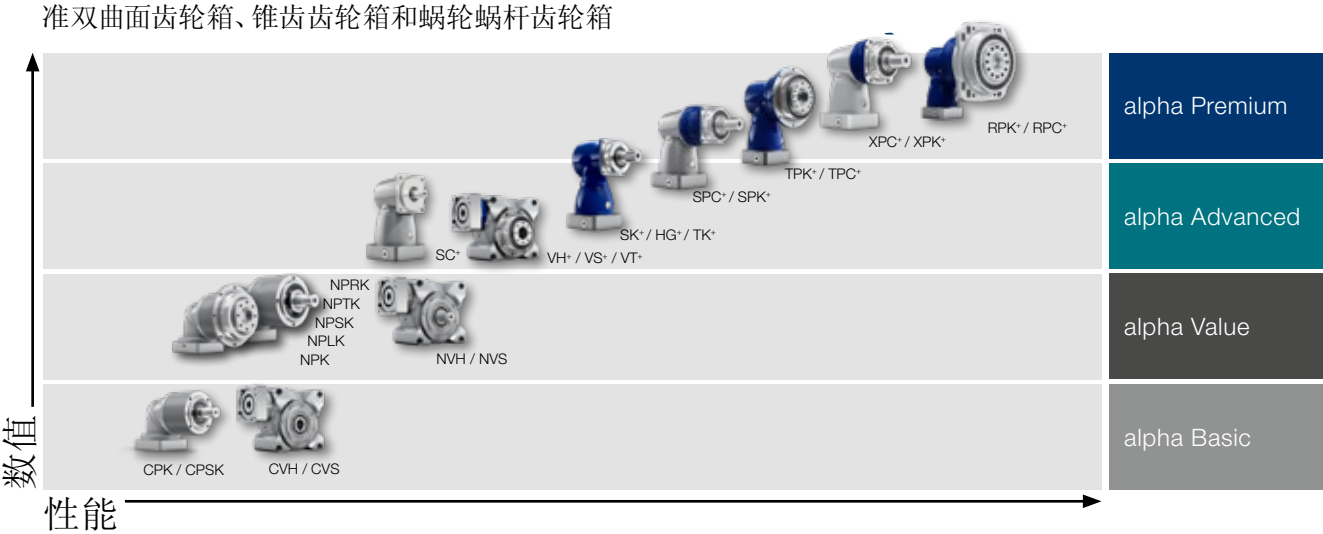 准双曲面齿轮箱、锥齿齿轮箱和蜗轮蜗杆齿轮箱
alpha Premium
RPK⁺ / RPC⁺
XPC⁺ / XPK⁺
TPK⁺ / TPC⁺
SPC⁺ / SPK⁺
alpha Advanced
SK⁺ / HG⁺ / TK⁺
SC⁺
VH⁺ / VS⁺ / VT⁺
NPRK
NPTK
NPSK
NPLK
NPK
NVH / NVS
alpha Value
CPK / CPSK
CVH / CVS
alpha Basic
数值
性能